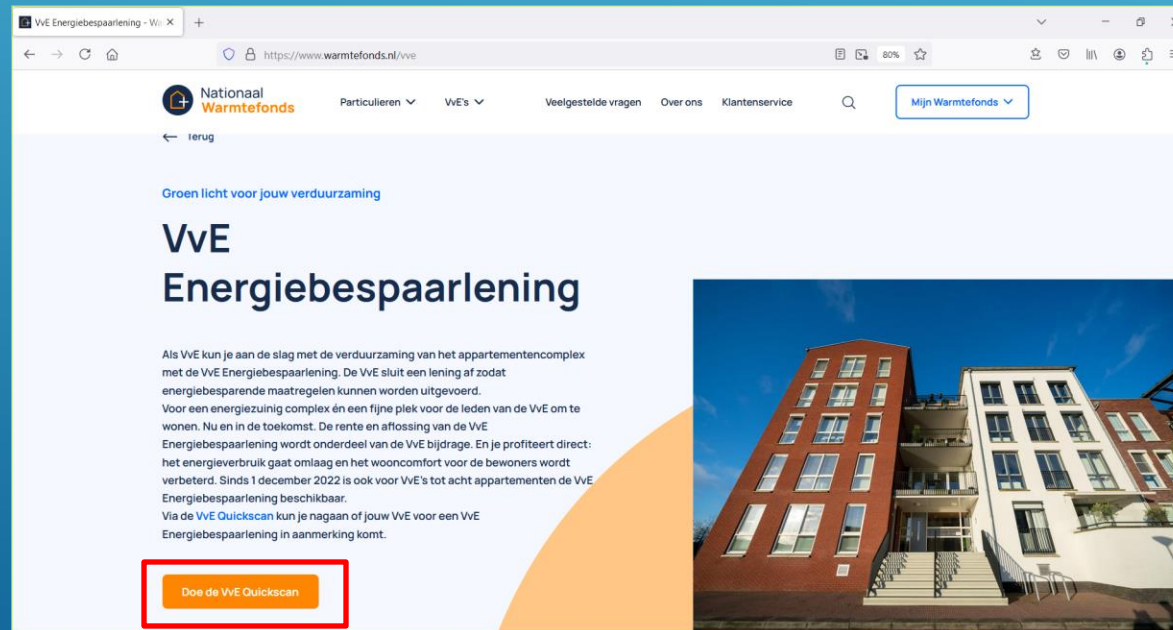 VvE Energiebespaarlening - Wa
https://www.warmtefonds.nl/vve
80%
Nationaal
Warmtefonds
Particulieren
VvE's
Veelgestelde vragen
Over ons
Klantenservice
Mijn Warmtefonds
Terug
Groen licht voor jouw verduurzaming
VvE
Energiebespaarlening
Als VvE kun je aan de slag met de verduurzaming van het appartementencomplex
met de VvE Energiebespaarlening. De VvE sluit een lening af zodat
energiebesparende maatregelen kunnen worden uitgevoerd.
Voor een energiezuinig complex én een fijne plek voor de leden van de VvE om te
wonen. Nu en in de toekomst. De rente en aflossing van de VvE
Energiebespaarlening wordt onderdeel van de VvE bijdrage. En je profiteert direct:
het energieverbruik gaat omlaag en het wooncomfort voor de bewoners wordt
verbeterd. Sinds 1 december 2022 is ook voor VvE's tot acht appartementen de VvE
Energiebespaarlening beschikbaar.
Via de VvE Quickscan kun je nagaan of jouw VvE voor een VvE
Energiebespaarlening in aanmerking komt.
Doe de VvE Quickscan